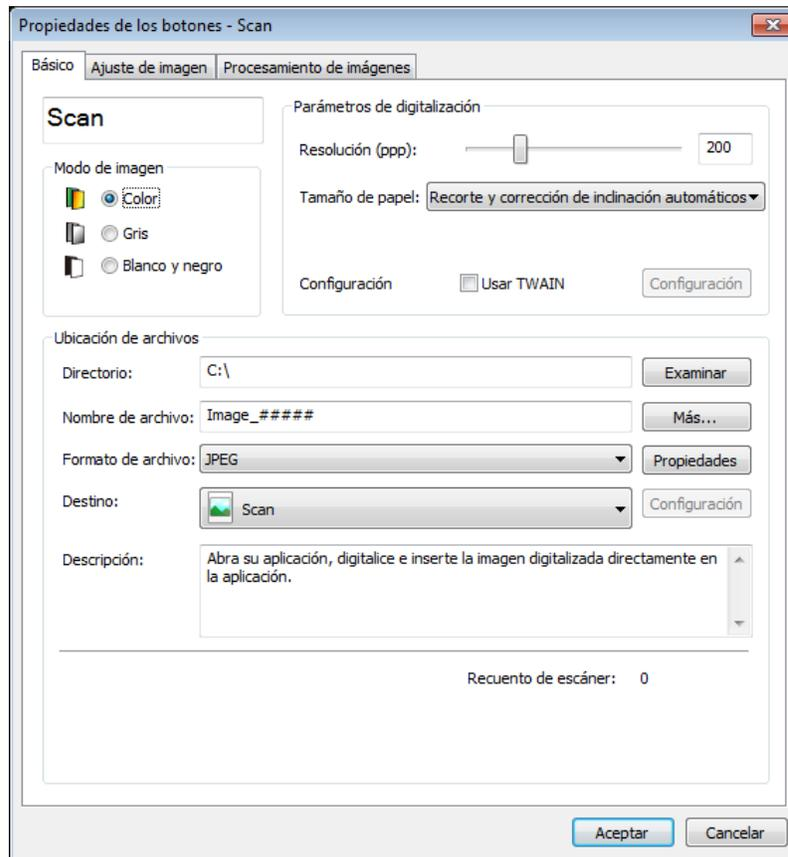 Propiedades de los botones - Scan
Básico
Ajuste de imagen
Procesamiento de imágenes
Scan
Modo de imagen
Color
Gris
Blanco y negro
Parámetros de digitalización
Resolución (ppp):
200
Tamaño de papel:
Recorte y corrección de inclinación automáticos
Configuración
Usar TWAIN
Configuración
Ubicación de archivos
Directorio:
C:\
Examinar
Nombre de archivo:
Image_#####
Más...
Formato de archivo:
JPEG
Propiedades
Destino:
Scan
Configuración
Descripción:
Abra su aplicación, digitalice e inserte la imagen digitalizada directamente en
la aplicación.
Recuento de escáner: 0
Aceptar
Cancelar